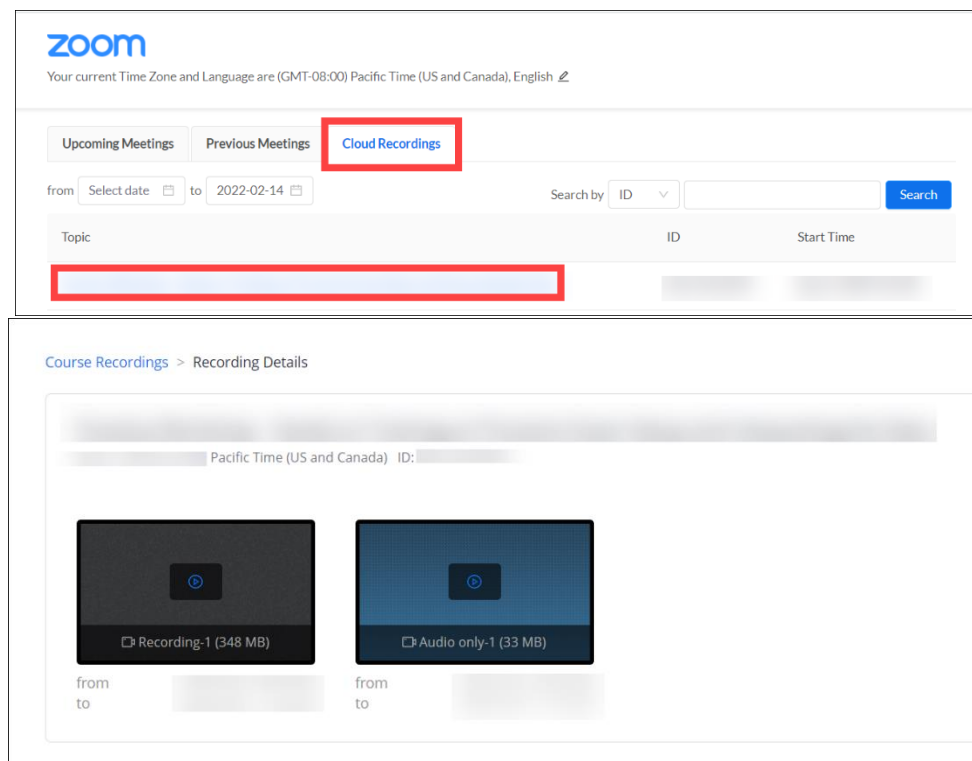 zoom
Your current Time Zone and Language are (GMT-08:00) Pacific Time (US and Canada), English
Upcoming Meetings Previous Meetings Cloud Recordings
from Select date to 2022-02-14 Search by ID Search
Topic ID Start Time
Course Recordings > Recording Details
Pacific Time (US and Canada) ID:
Recording-1 (348 MB) Audio only-1 (33 MB)
from from
to to